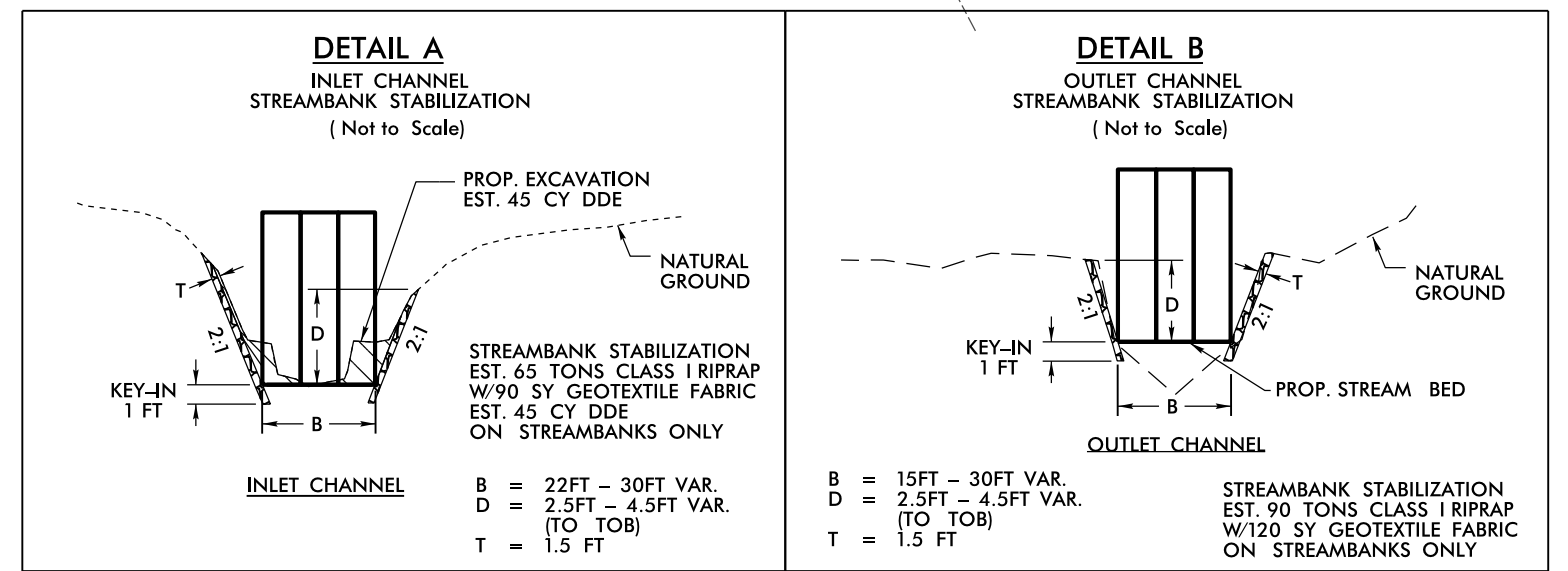 DETAIL A
INLET CHANNEL
STREAMBANK STABILIZATION
( Not to Scale)
PROP. EXCAVATION
EST. 45 CY DDE
NATURAL
GROUND
T
D
2:1
2:1
KEY-IN
1 FT
B
STREAMBANK STABILIZATION
EST. 65 TONS CLASS I RIPRAP
W/90 SY GEOTEXTILE FABRIC
EST. 45 CY DDE
ON STREAMBANKS ONLY
INLET CHANNEL
B = 22FT – 30FT VAR.
D = 2.5FT – 4.5FT VAR.
(TO TOB)
T = 1.5 FT
DETAIL B
OUTLET CHANNEL
STREAMBANK STABILIZATION
( Not to Scale)
NATURAL
GROUND
T
D
2:1
2:1
KEY-IN
1 FT
PROP. STREAM BED
B
OUTLET CHANNEL
B = 15FT – 30FT VAR.
D = 2.5FT – 4.5FT VAR.
(TO TOB)
T = 1.5 FT
STREAMBANK STABILIZATION
EST. 90 TONS CLASS I RIPRAP
W/120 SY GEOTEXTILE FABRIC
ON STREAMBANKS ONLY